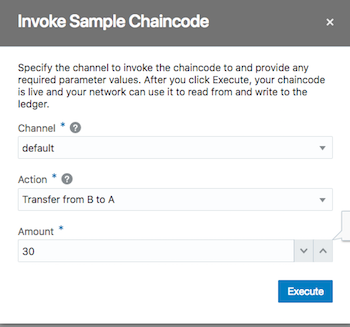 Invoke Sample Chaincode ×
Specify the channel to invoke the chaincode to and provide any
required parameter values. After you click Execute, your chaincode
is live and your network can use it to read from and write to the
ledger.
Channel * ?
default
Action * ?
Transfer from B to A
Amount *
30
Execute